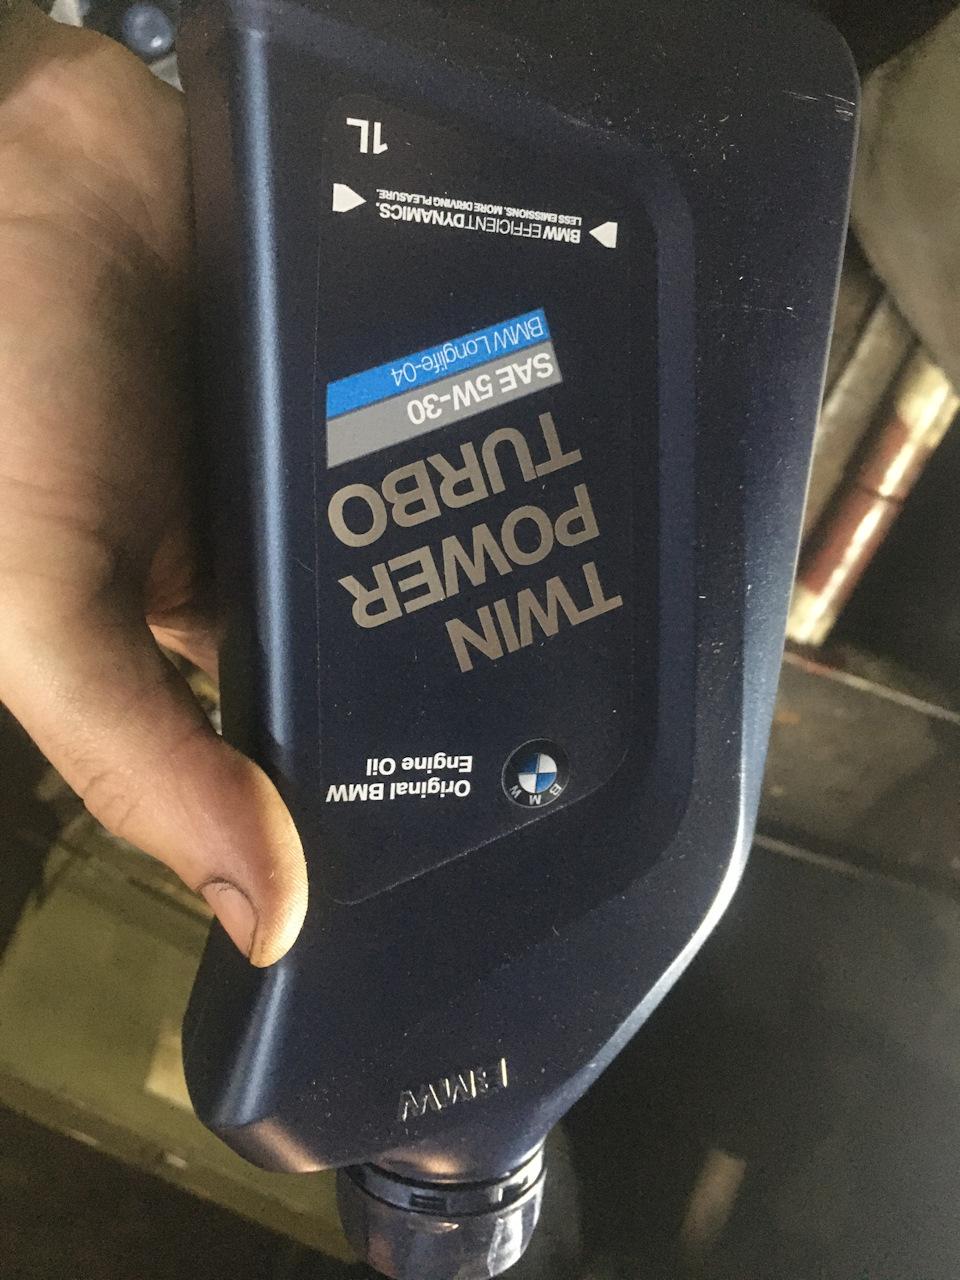 BMW
Original BMW
Engine Oil
BMW
TWIN
POWER
TURBO
SAE 5W-30
BMW Longlife-04
BMW EFFICIENTDYNAMICS.
LESS EMISSIONS. MORE DRIVING PLEASURE.
1L